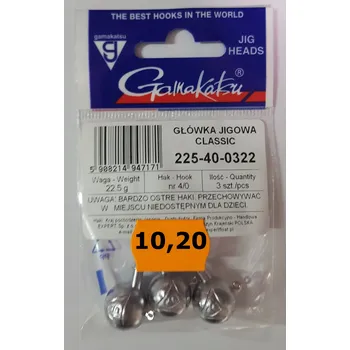 THE BEST HOOKS IN THE WORLD
gamakatsu
JIG
HEADS
Gamakatsu®
GŁÓWKA JIGOWA
CLASSIC
225-40-0322
5 988214 947171
Waga - Weight
22.5 g
Hak - Hook
nr 4/0
Ilość - Quantity
3 szt./pcs
UWAGA: BARDZO OSTRE HAKI. PRZECHOWYWAĆ
W MIEJSCU NIEDOSTĘPNYM DLA DZIECI.
10,20